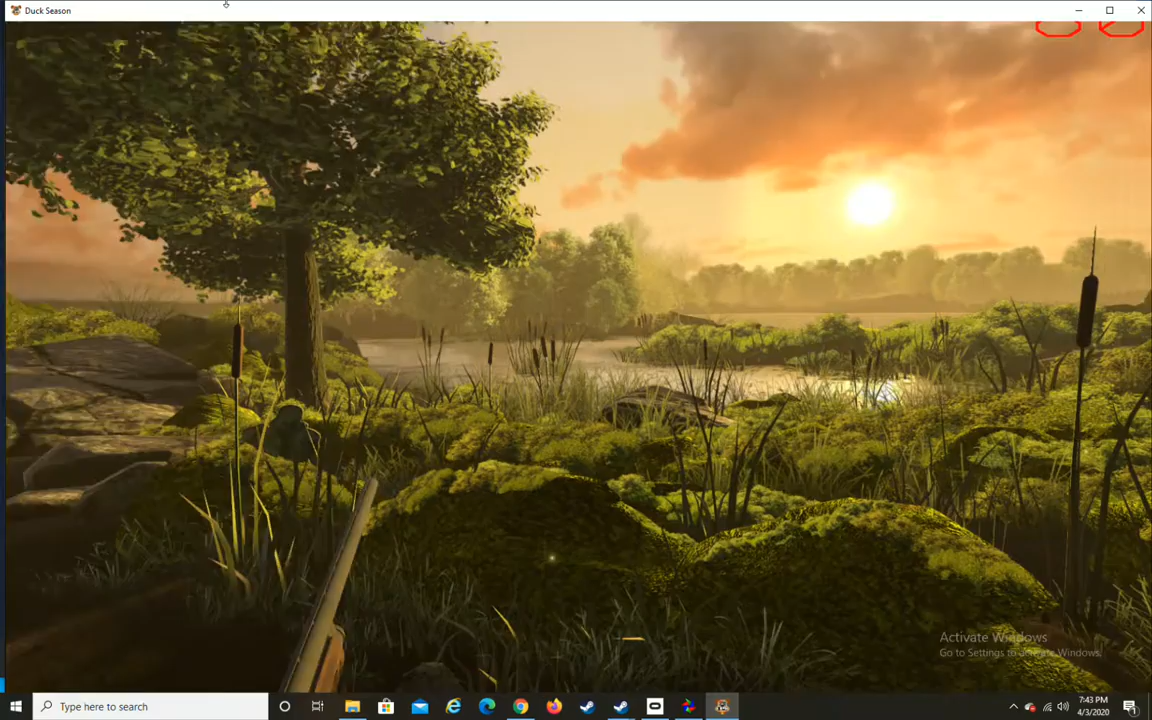 Duck Season
Activate Windows
Go to Settings to activate Windows.
Type here to search
7:43 PM
4/3/2020
1